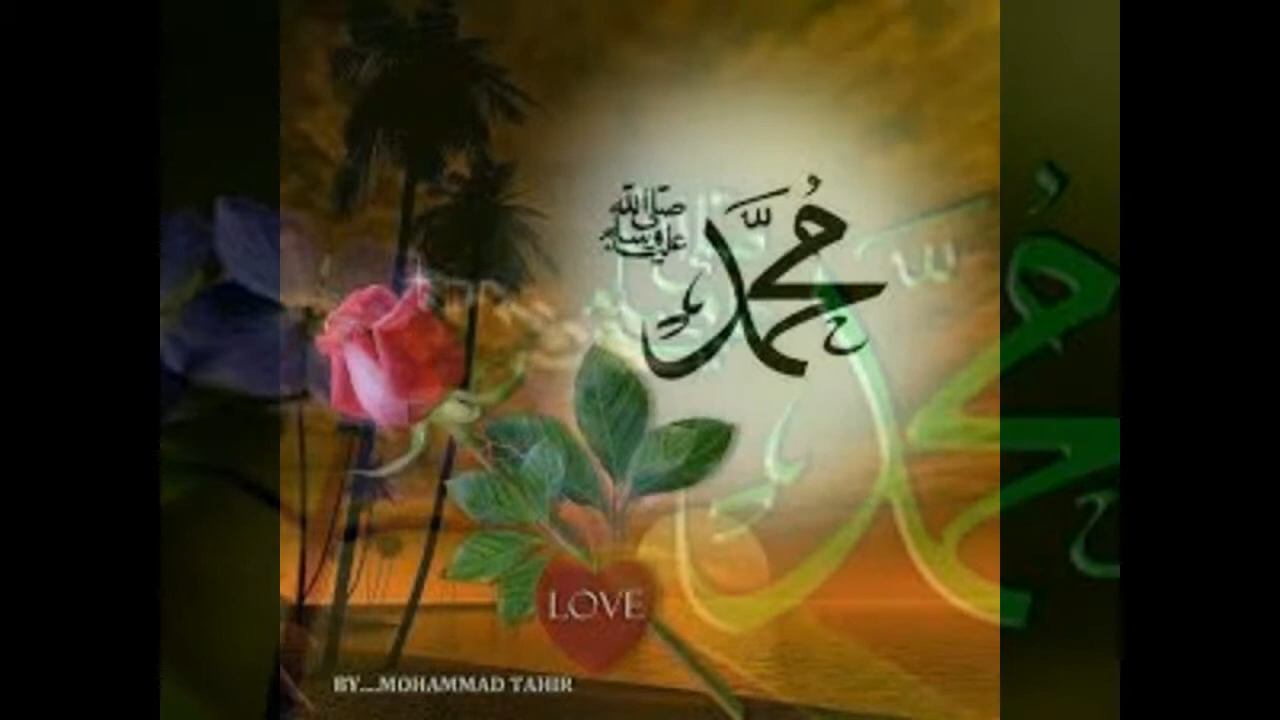 مُحَمَّد
صلى الله
عليه وسلم
LOVE
BY....MOHAMMAD TAHIR